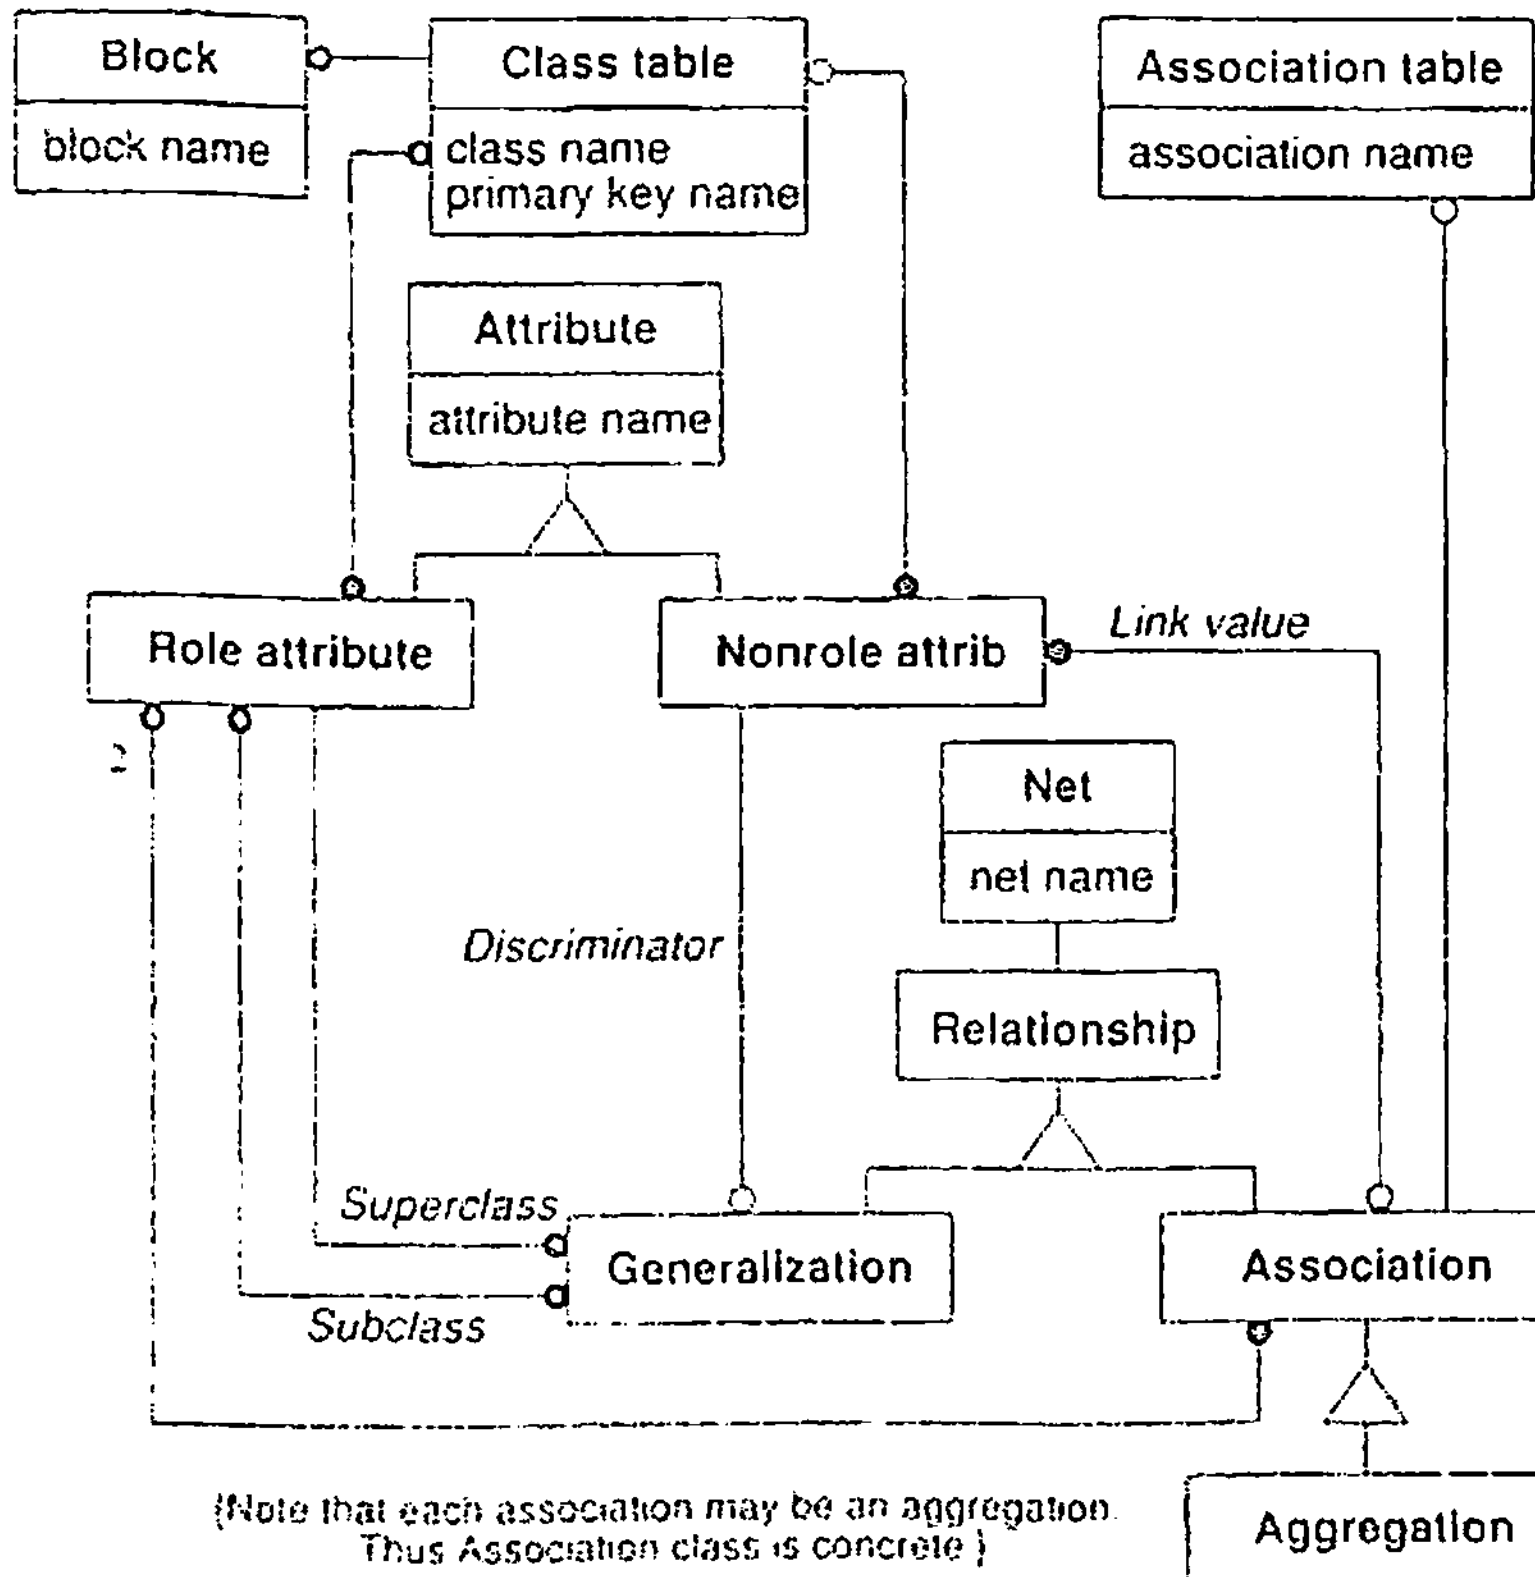 Block
block name
Class table
class name
primary key name
Association table
association name
Attribute
attribute name
Role attribute
Nonrole attrib
Link value
Net
net name
Discriminator
Relationship
Superclass
Generalization
Association
Subclass
{Note that each association may be an aggregation.
Thus Association class is concrete}
Aggregation